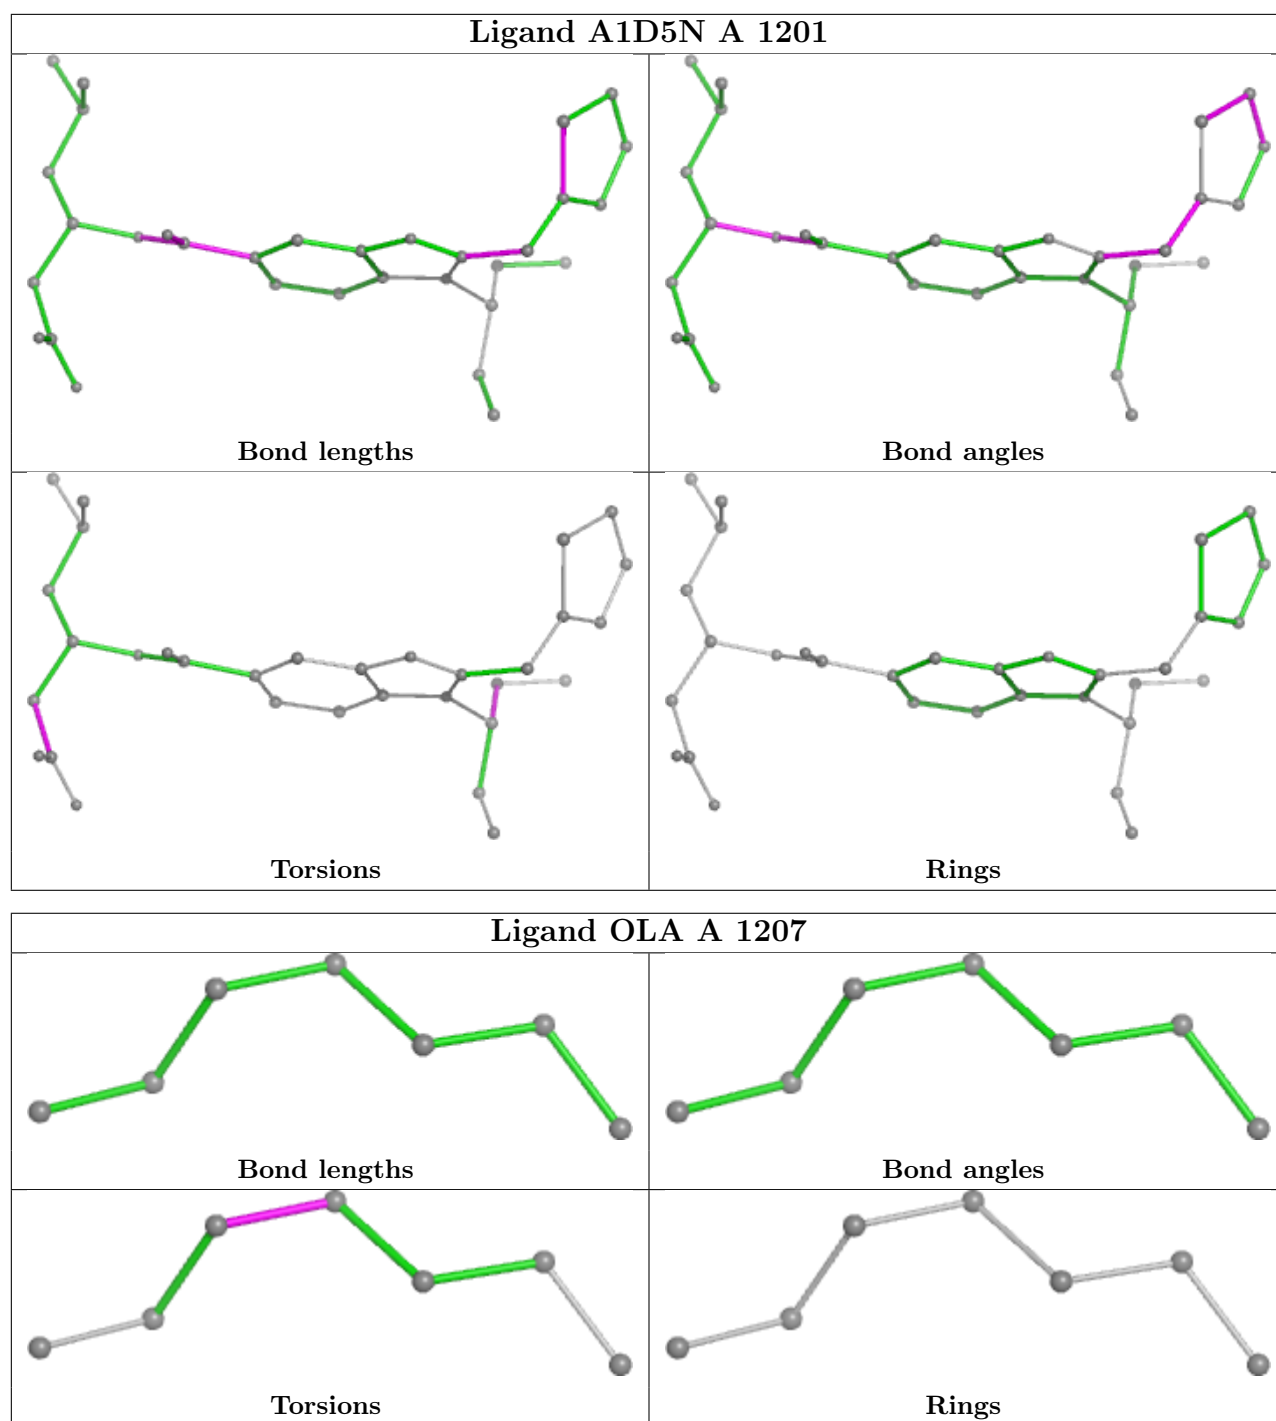 Ligand A1D5N A 1201
Bond lengths
Bond angles
Torsions
Rings
Ligand OLA A 1207
Bond lengths
Bond angles
Torsions
Rings